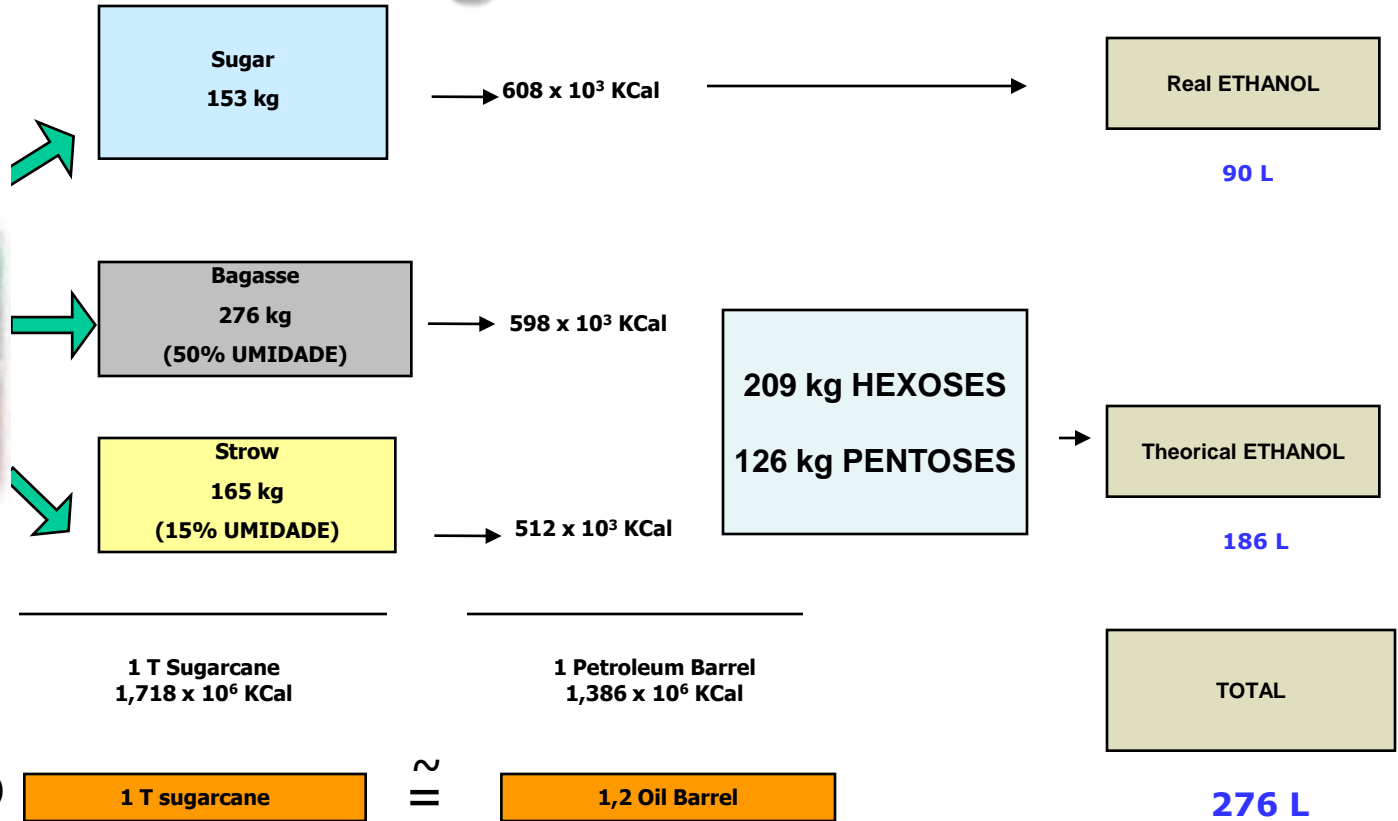 Sugar
153 kg
608 x 10³ KCal
Real ETHANOL
90 L
Bagasse
276 kg
(50% UMIDADE)
598 x 10³ KCal
209 kg HEXOSES
126 kg PENTOSES
Theorical ETHANOL
186 L
Strow
165 kg
(15% UMIDADE)
512 x 10³ KCal
1 T Sugarcane
1,718 x 10⁶ KCal
1 Petroleum Barrel
1,386 x 10⁶ KCal
TOTAL
276 L
)
1 T sugarcane
~
=
1,2 Oil Barrel